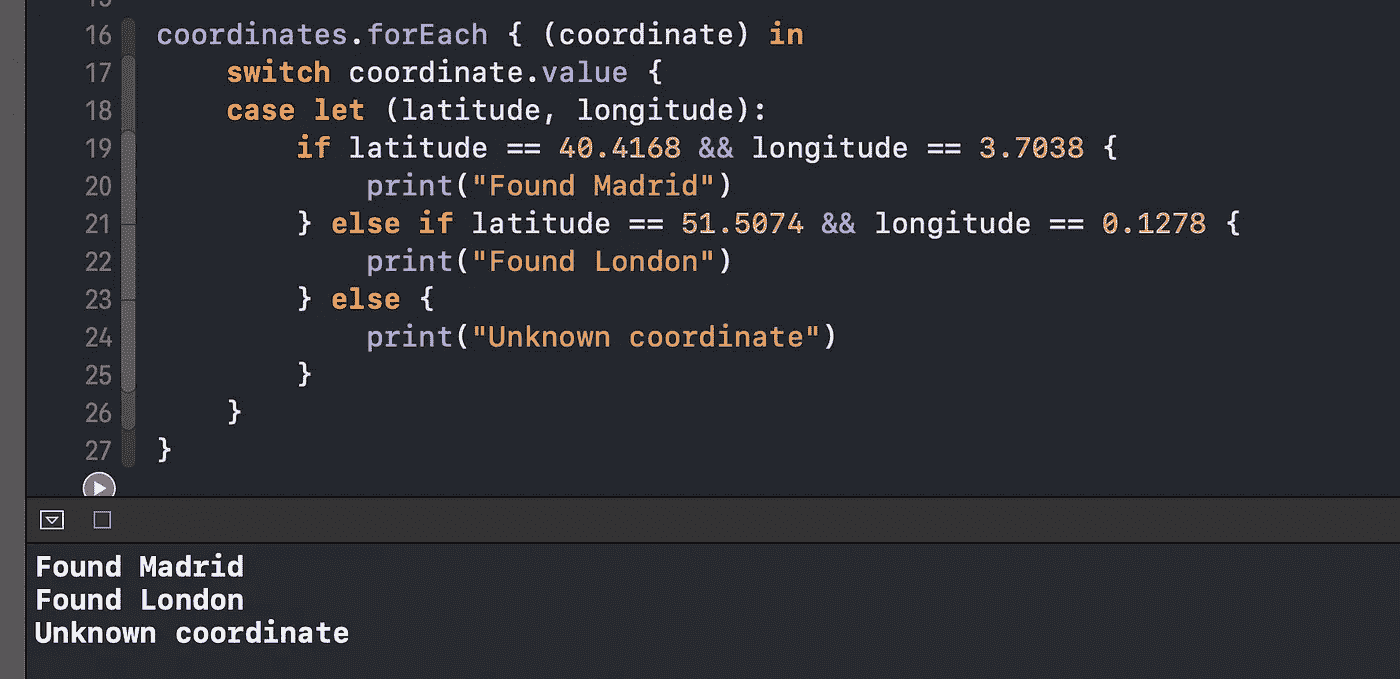 15
16 coordinates.forEach { (coordinate) in
17 switch coordinate.value {
18 case let (latitude, longitude):
19 if latitude == 40.4168 && longitude == 3.7038 {
20 print("Found Madrid")
21 } else if latitude == 51.5074 && longitude == 0.1278 {
22 print("Found London")
23 } else {
24 print("Unknown coordinate")
25 }
26 }
27 }
Found Madrid
Found London
Unknown coordinate